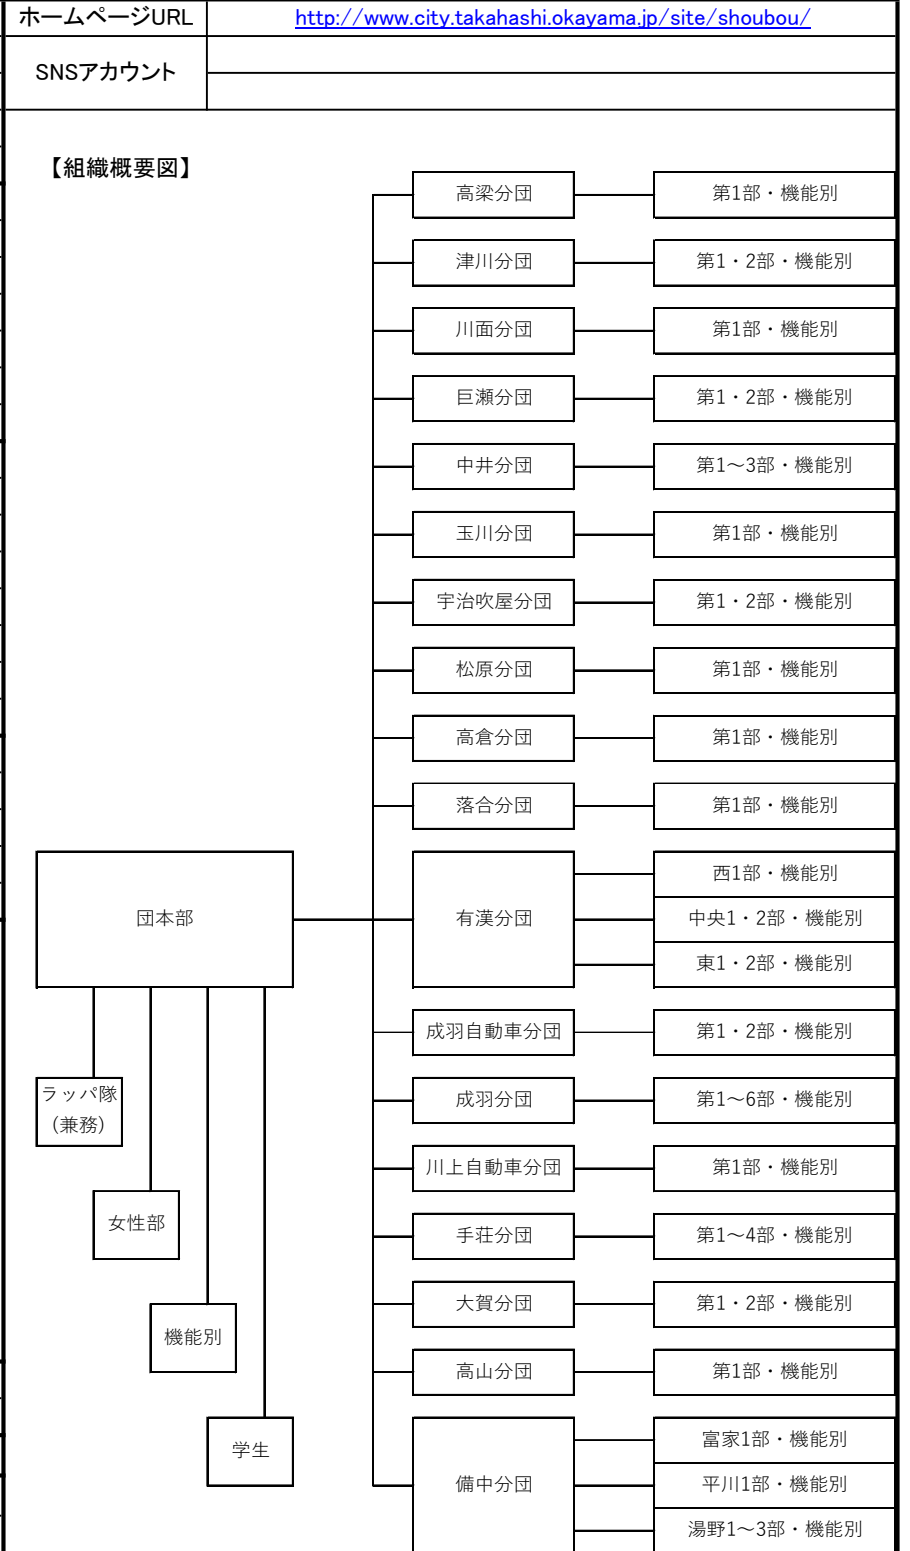 ホームページURL
http://www.city.takahashi.okayama.jp/site/shoubou/
SNSアカウント
【組織概要図】
高梁分団
第1部・機能別
津川分団
第1・2部・機能別
川面分団
第1部・機能別
巨瀬分団
第1・2部・機能別
中井分団
第1～3部・機能別
玉川分団
第1部・機能別
宇治吹屋分団
第1・2部・機能別
松原分団
第1部・機能別
高倉分団
第1部・機能別
落合分団
第1部・機能別
団本部
有漢分団
西1部・機能別
中央1・2部・機能別
東1・2部・機能別
成羽自動車分団
第1・2部・機能別
ラッパ隊
(兼務)
成羽分団
第1～6部・機能別
川上自動車分団
第1部・機能別
女性部
手荘分団
第1～4部・機能別
大賀分団
第1・2部・機能別
機能別
高山分団
第1部・機能別
学生
備中分団
富家1部・機能別
平川1部・機能別
湯野1～3部・機能別